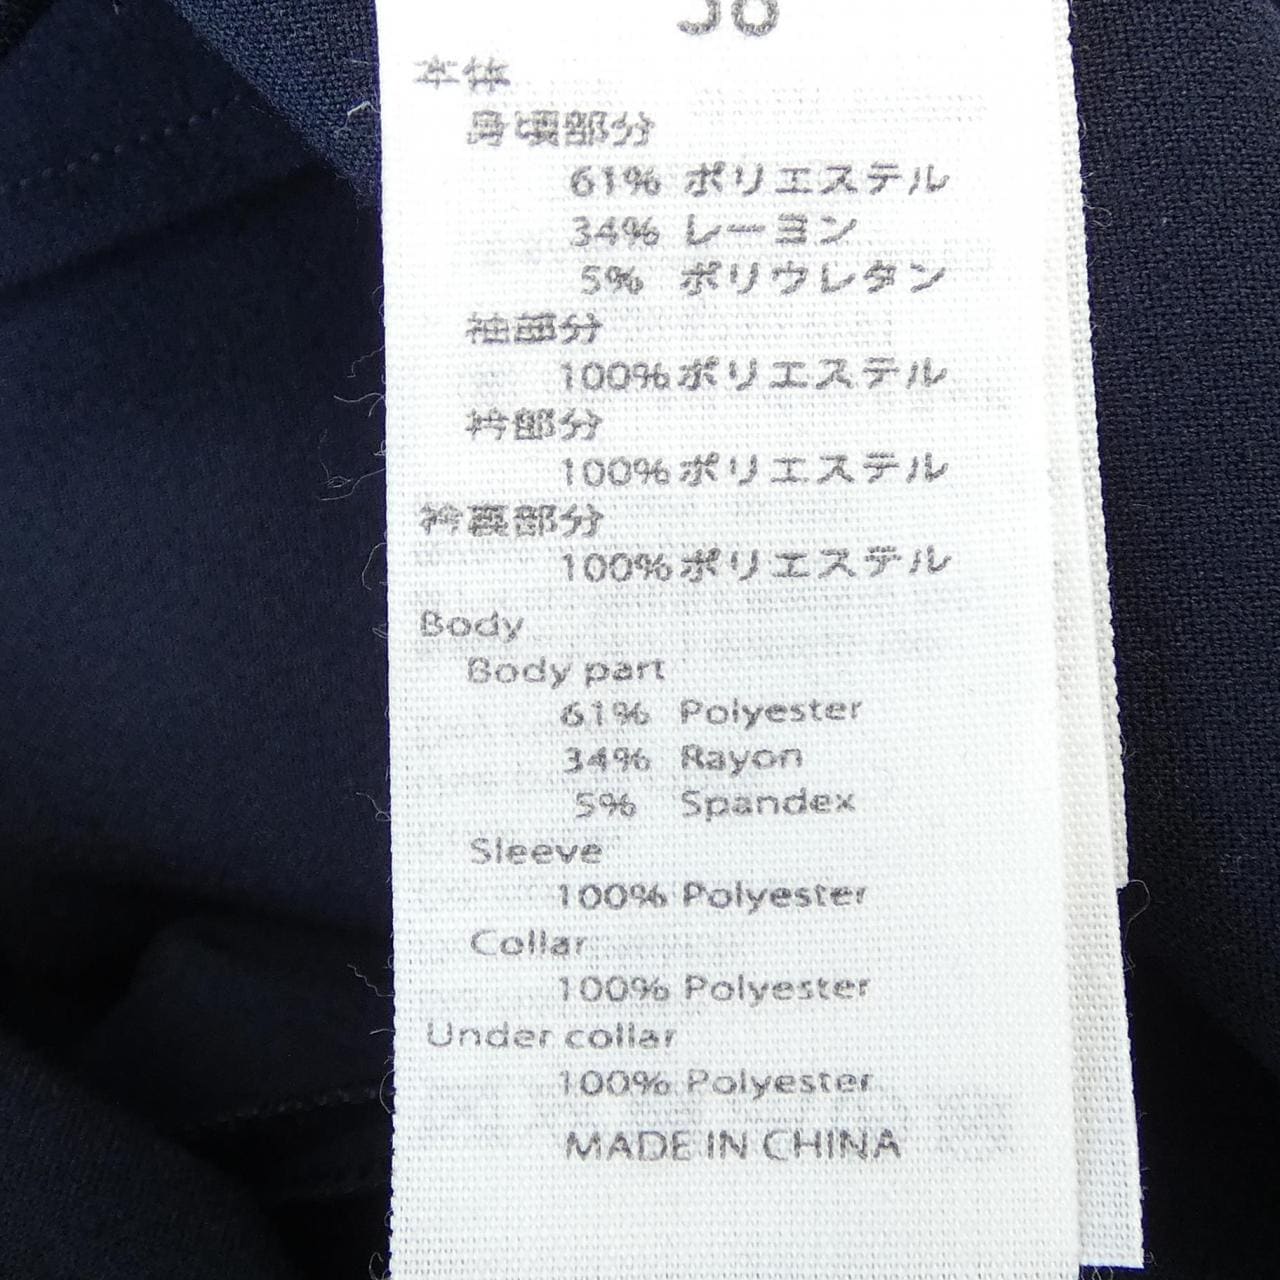 38
本体
身頃部分
61% ポリエステル
34% レーヨン
5% ポリウレタン
袖部分
100% ポリエステル
衿部分
100% ポリエステル
衿裏部分
100% ポリエステル
Body
Body part
61% Polyester
34% Rayon
5% Spandex
Sleeve
100% Polyester
Collar
100% Polyester
Under collar
100% Polyester
MADE IN CHINA